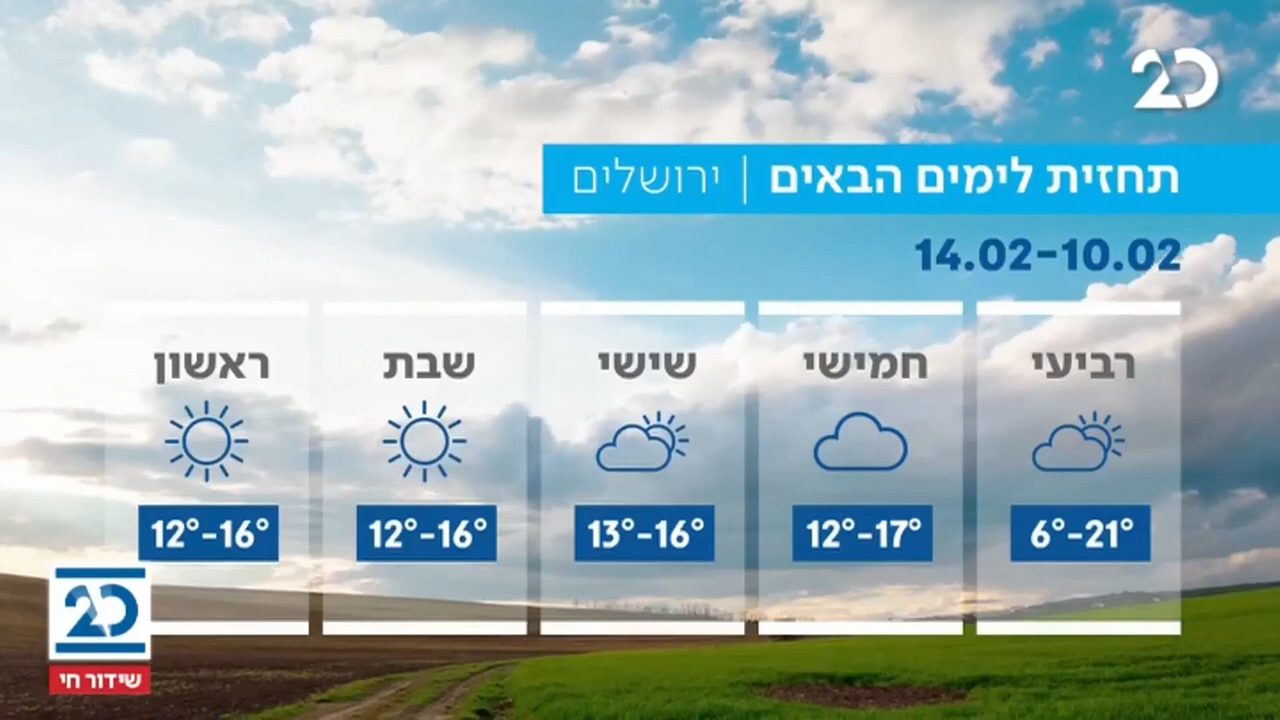 20
תחזית לימים הבאים | ירושלים
14.02-10.02
רביעי
6°-21°
חמישי
12°-17°
שישי
13°-16°
שבת
12°-16°
ראשון
12°-16°
20
שידור חי